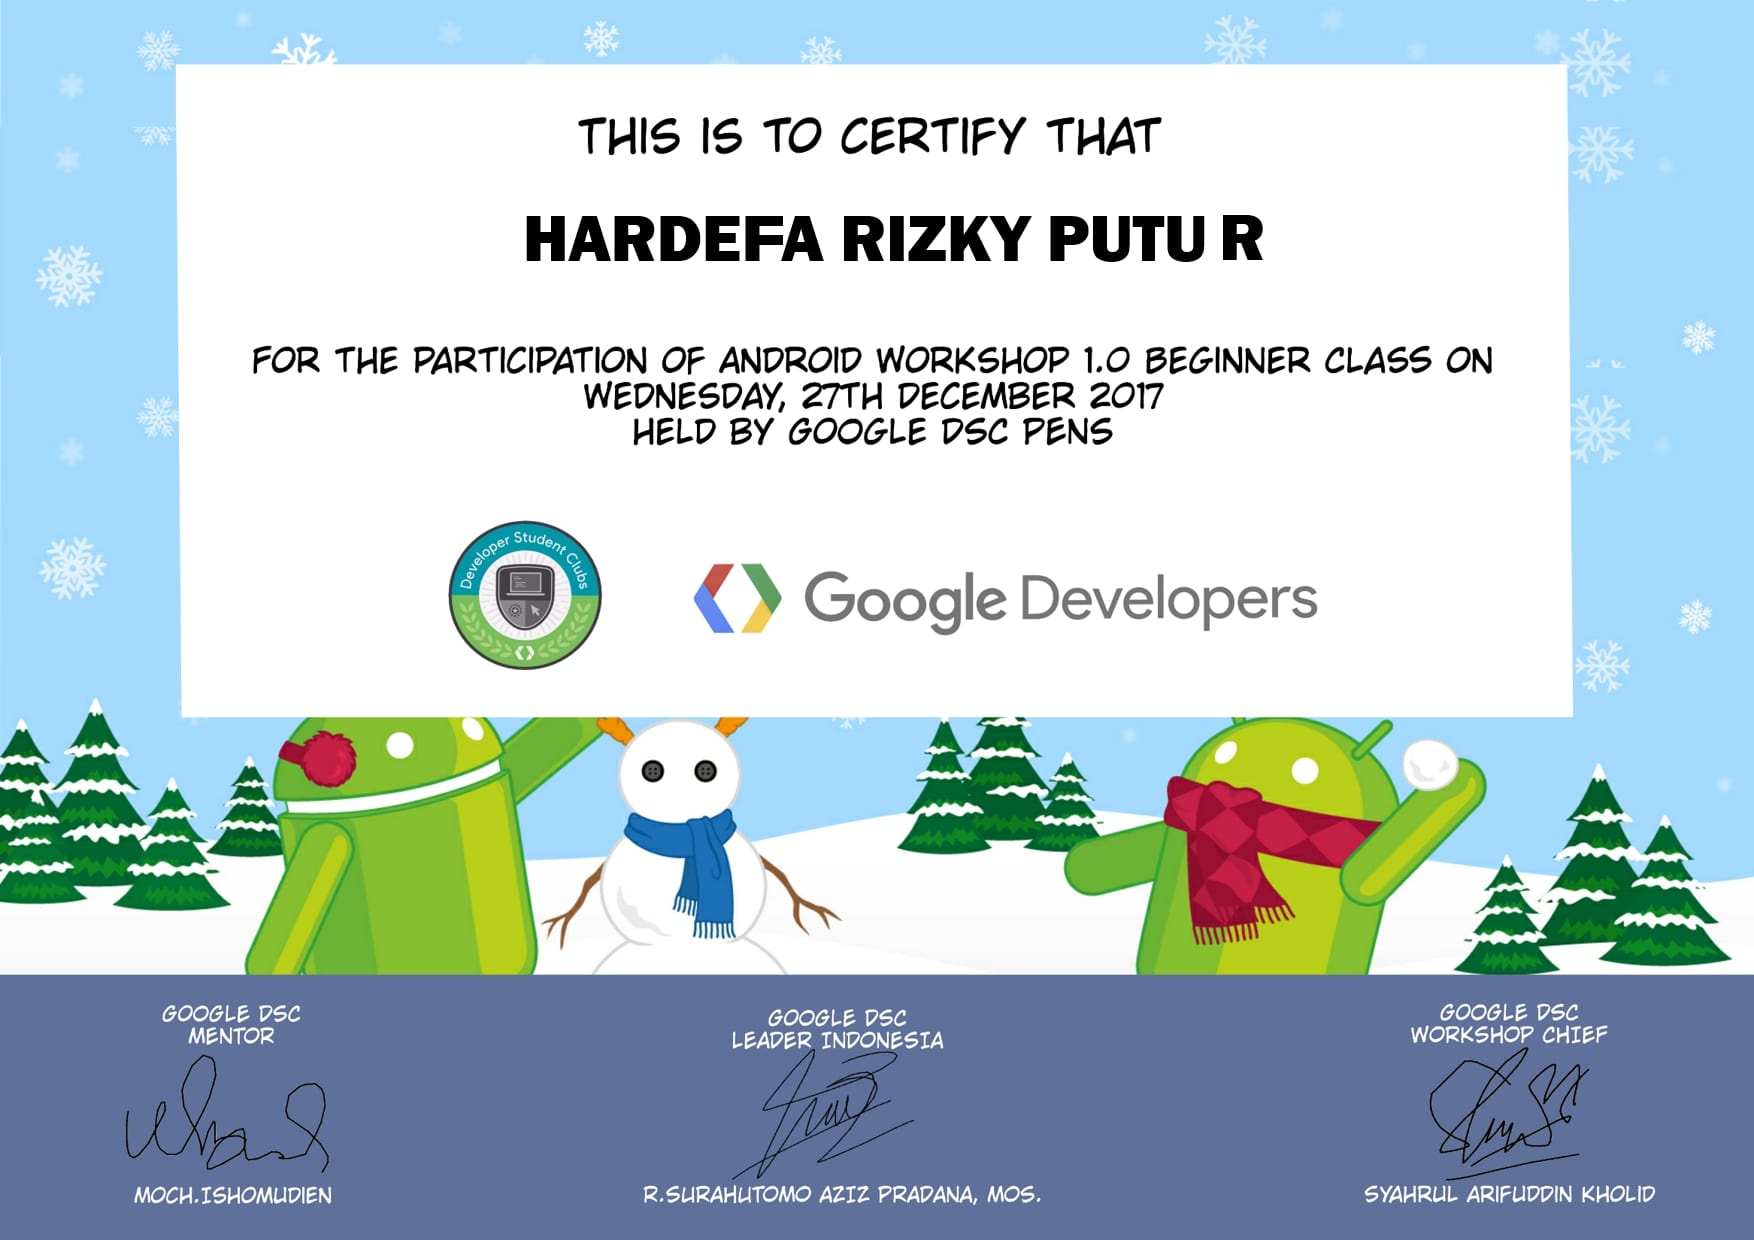 THIS IS TO CERTIFY THAT
HARDEFA RIZKY PUTU R
FOR THE PARTICIPATION OF ANDROID WORKSHOP 1.0 BEGINNER CLASS ON
WEDNESDAY, 27TH DECEMBER 2017
HELD BY GOOGLE DSC PENS
Developer Student Clubs
Google Developers
GOOGLE DSC
MENTOR
MOCH.ISHOMUDIEN
GOOGLE DSC
LEADER INDONESIA
R.SURAHUTOMO AZIZ PRADANA, MOS.
GOOGLE DSC
WORKSHOP CHIEF
SYAHRUL ARIFUDDIN KHOLID